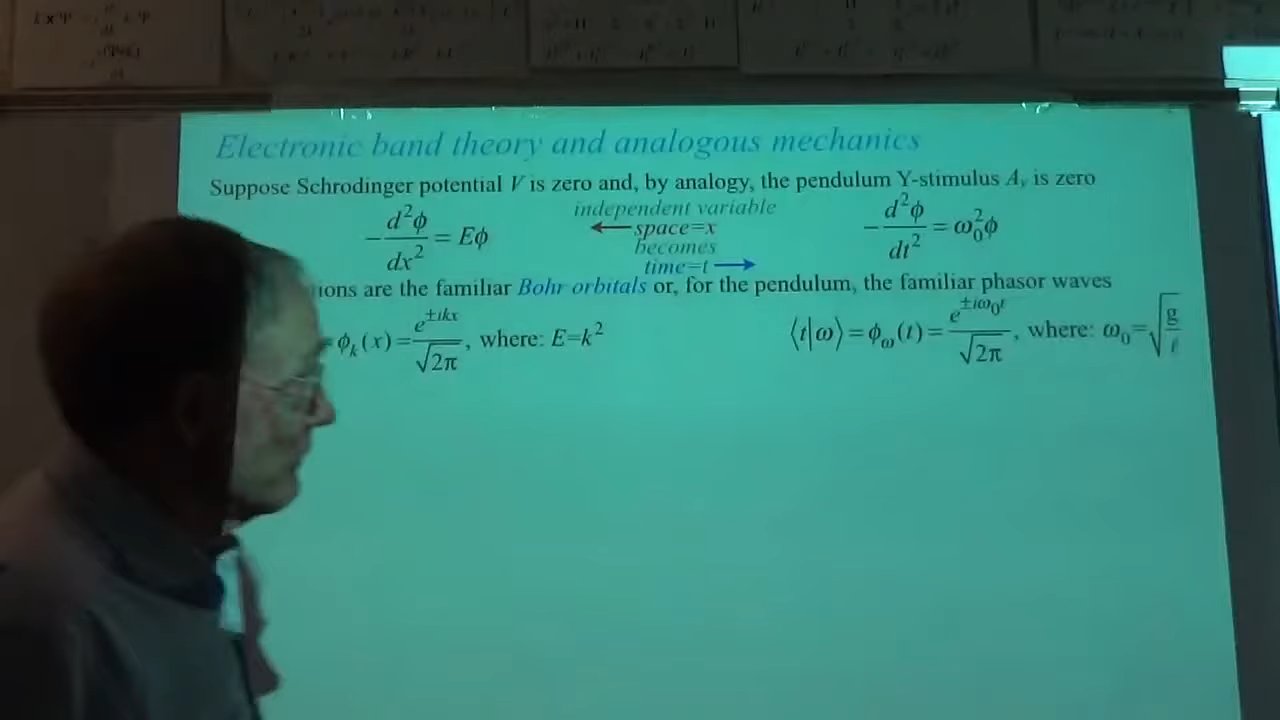 Electronic band theory and analogous mechanics
Suppose Schrodinger potential V is zero and, by analogy, the pendulum Y-stimulus A_y is zero
−d²ϕ/dx² = Eϕ
independent variable
←space=x
becomes
time=t→
−d²ϕ/dt² = ω₀²ϕ
ions are the familiar Bohr orbitals or, for the pendulum, the familiar phasor waves
=ϕ_k(x)=e^{±ikx}/√2π, where: E=k²
⟨t|ω⟩=ϕ_ω(t)=e^{±iω₀t}/√2π, where: ω₀=√g/ℓ